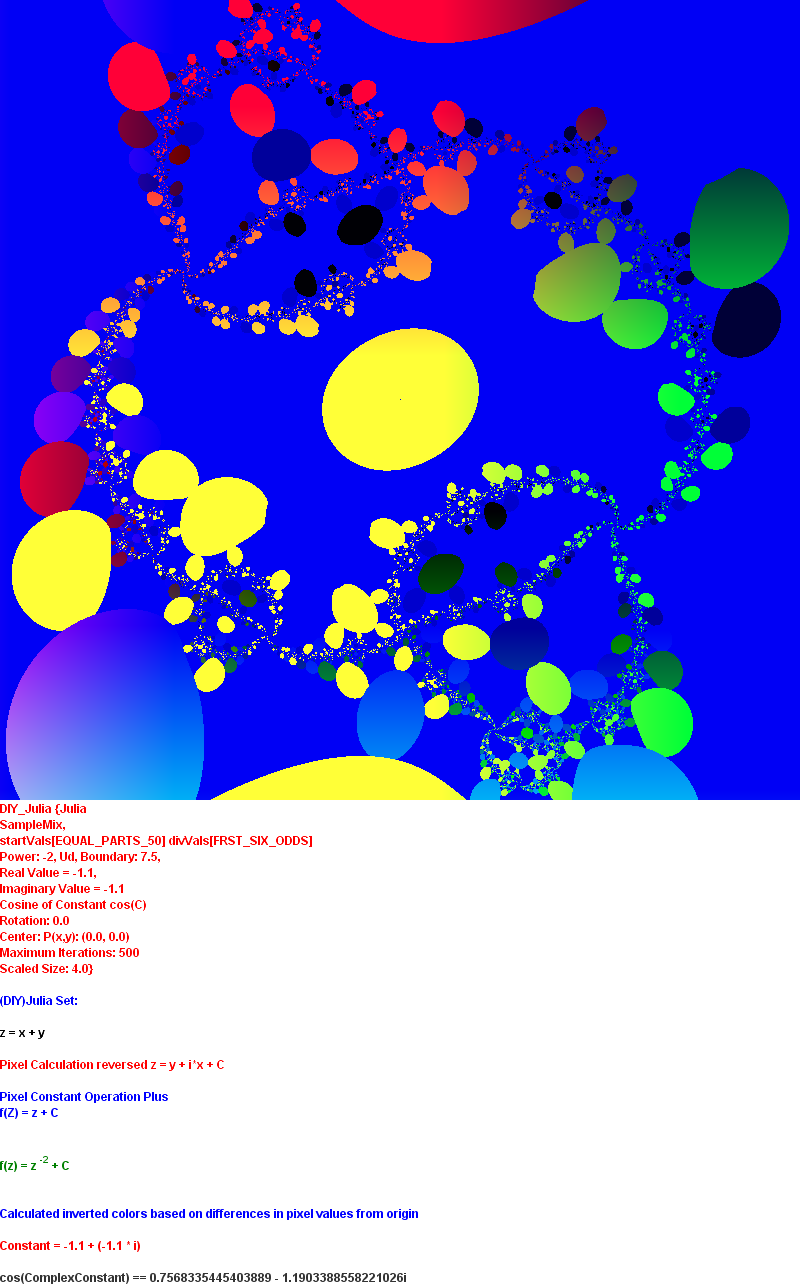 DIY_Julia {Julia
SampleMix,
startVals[EQUAL_PARTS_50] divVals[FRST_SIX_ODDS]
Power: -2, Ud, Boundary: 7.5,
Real Value = -1.1,
Imaginary Value = -1.1
Cosine of Constant cos(C)
Rotation: 0.0
Center: P(x,y): (0.0, 0.0)
Maximum Iterations: 500
Scaled Size: 4.0}
(DIY)Julia Set:
z = x + y
Pixel Calculation reversed z = y + i*x + C
Pixel Constant Operation Plus
f(Z) = z + C
f(z) = z -2 + C
Calculated inverted colors based on differences in pixel values from origin
Constant = -1.1 + (-1.1 * i)
cos(ComplexConstant) == 0.7568335445403889 - 1.1903388558221026i